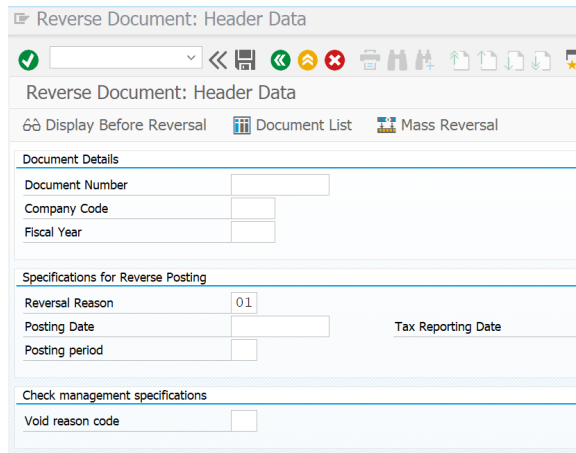 Reverse Document: Header Data
Reverse Document: Header Data
Display Before Reversal Document List Mass Reversal
Document Details
Document Number
Company Code
Fiscal Year
Specifications for Reverse Posting
Reversal Reason 01
Posting Date Tax Reporting Date
Posting period
Check management specifications
Void reason code